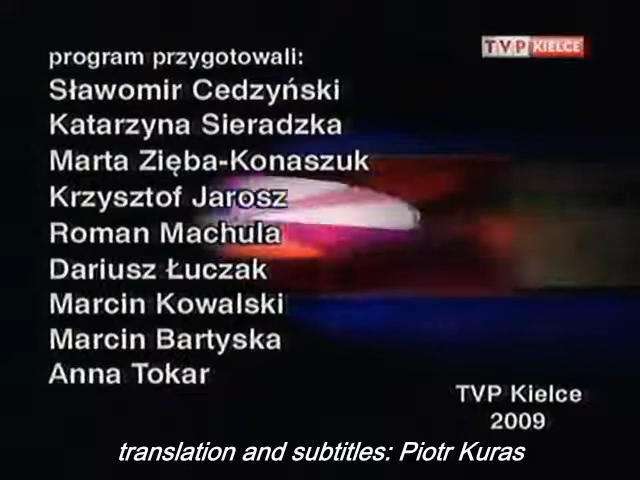 TVP KIELCE
program przygotowali:
Sławomir Cedzyński
Katarzyna Sieradzka
Marta Zięba-Konaszuk
Krzysztof Jarosz
Roman Machula
Dariusz Łuczak
Marcin Kowalski
Marcin Bartyska
Anna Tokar
TVP Kielce
2009
translation and subtitles: Piotr Kuras